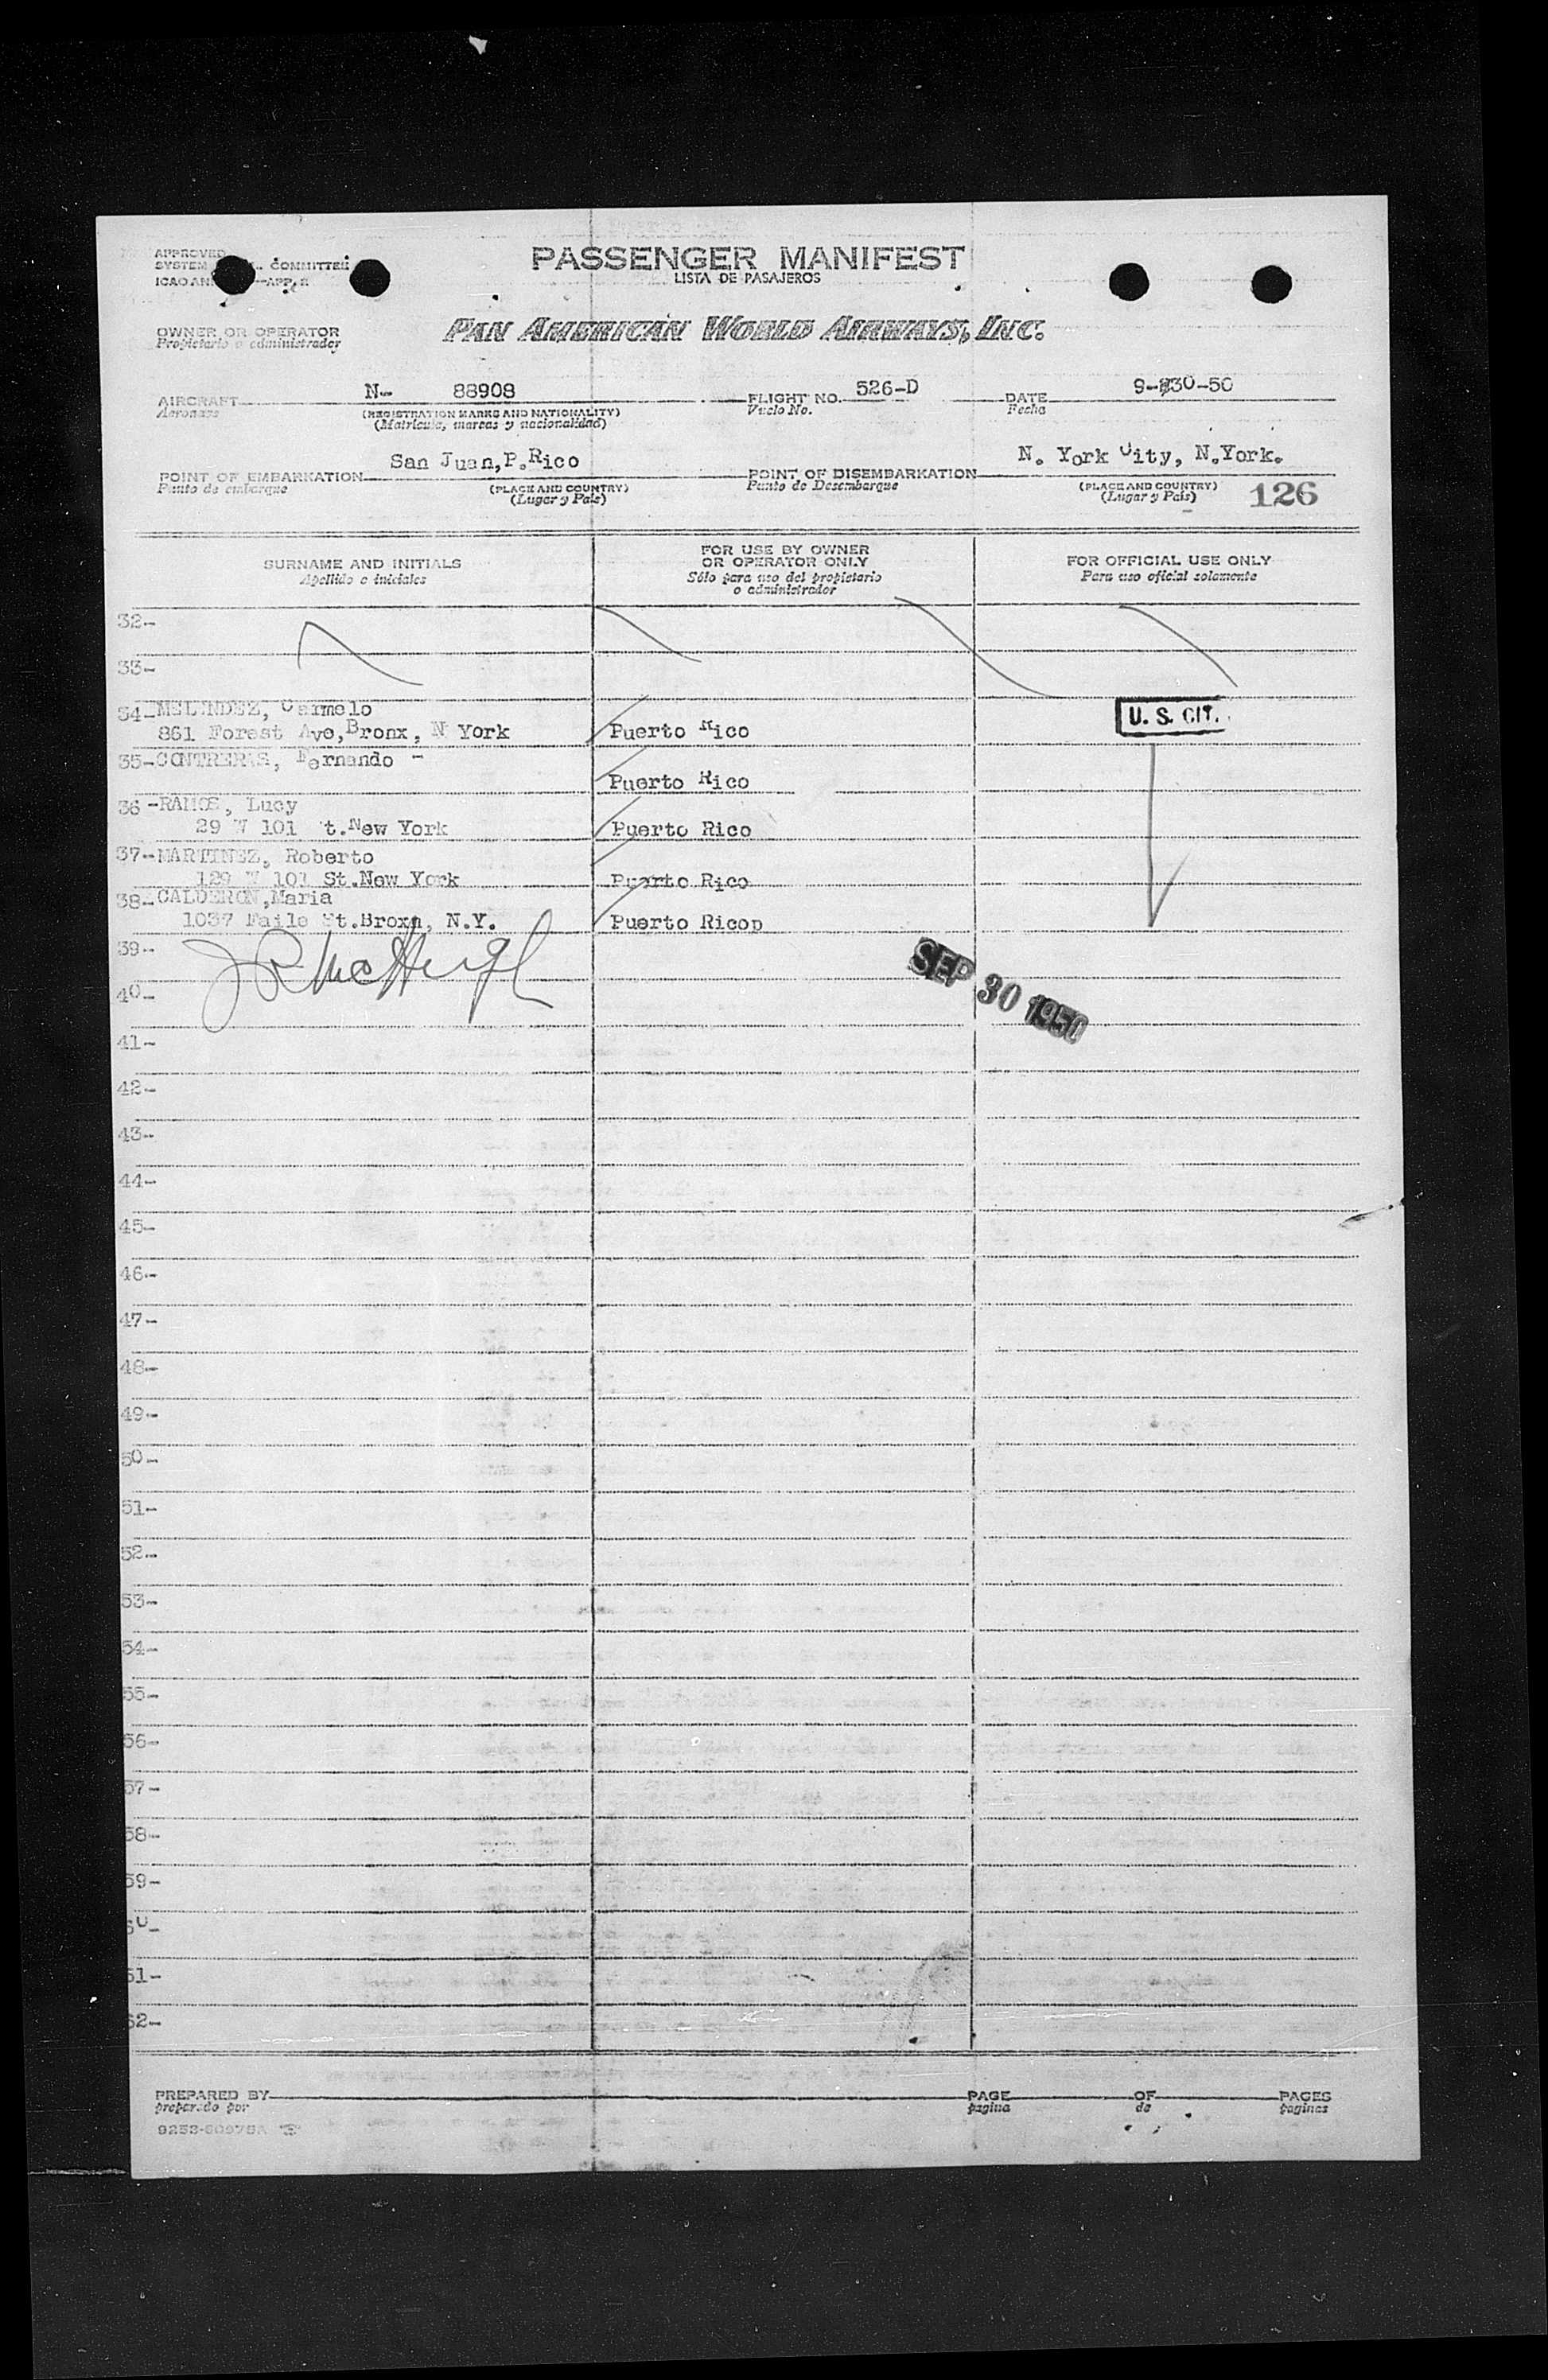 APPROVED
SYSTEM COMMITTEE
ICAO APP. 2
PASSENGER MANIFEST
LISTA DE PASAJEROS
OWNER OR OPERATOR
Propietario o administrador
PAN AMERICAN WORLD AIRWAYS, INC.
AIRCRAFT N- 88908 FLIGHT NO. 526-D DATE 9-30-50
Aeronave (REGISTRATION MARKS AND NATIONALITY) Vuelo No. Fecha
(Matricula, marcas y nacionalidad)
POINT OF EMBARKATION San Juan,P.Rico POINT OF DISEMBARKATION N. York City, N.York.
Punto de embarque (PLACE AND COUNTRY) Punto de Desembarque (PLACE AND COUNTRY)
(Lugar y Pais) (Lugar y Pais) 126
SURNAME AND INITIALS FOR USE BY OWNER OR OPERATOR ONLY FOR OFFICIAL USE ONLY
Apellido e iniciales Sólo para uso del propietario o administrador Para uso oficial solamente
32-
33-
34-MELENDEZ, Carmelo
861 Forest Ave,Bronx, N York Puerto Rico U. S. CIT.
35-CONTRERAS, Fernando -
Puerto Rico
36-RAMOS, Lucy
29 W 101 t.New York Puerto Rico
37-MARTINEZ, Roberto
129 W 101 St.New York Puerto Rico
38-CALDERON,Maria
1037 Faile St.Broxn, N.Y. Puerto Ricop
39-
J R McHugh
SEP 30 1950
40-
41-
42-
43-
44-
45-
46-
47-
48-
49-
50-
51-
52-
53-
54-
55-
56-
57-
58-
59-
60-
61-
62-
PREPARED BY PAGE OF PAGES
preparado por pagina de paginas